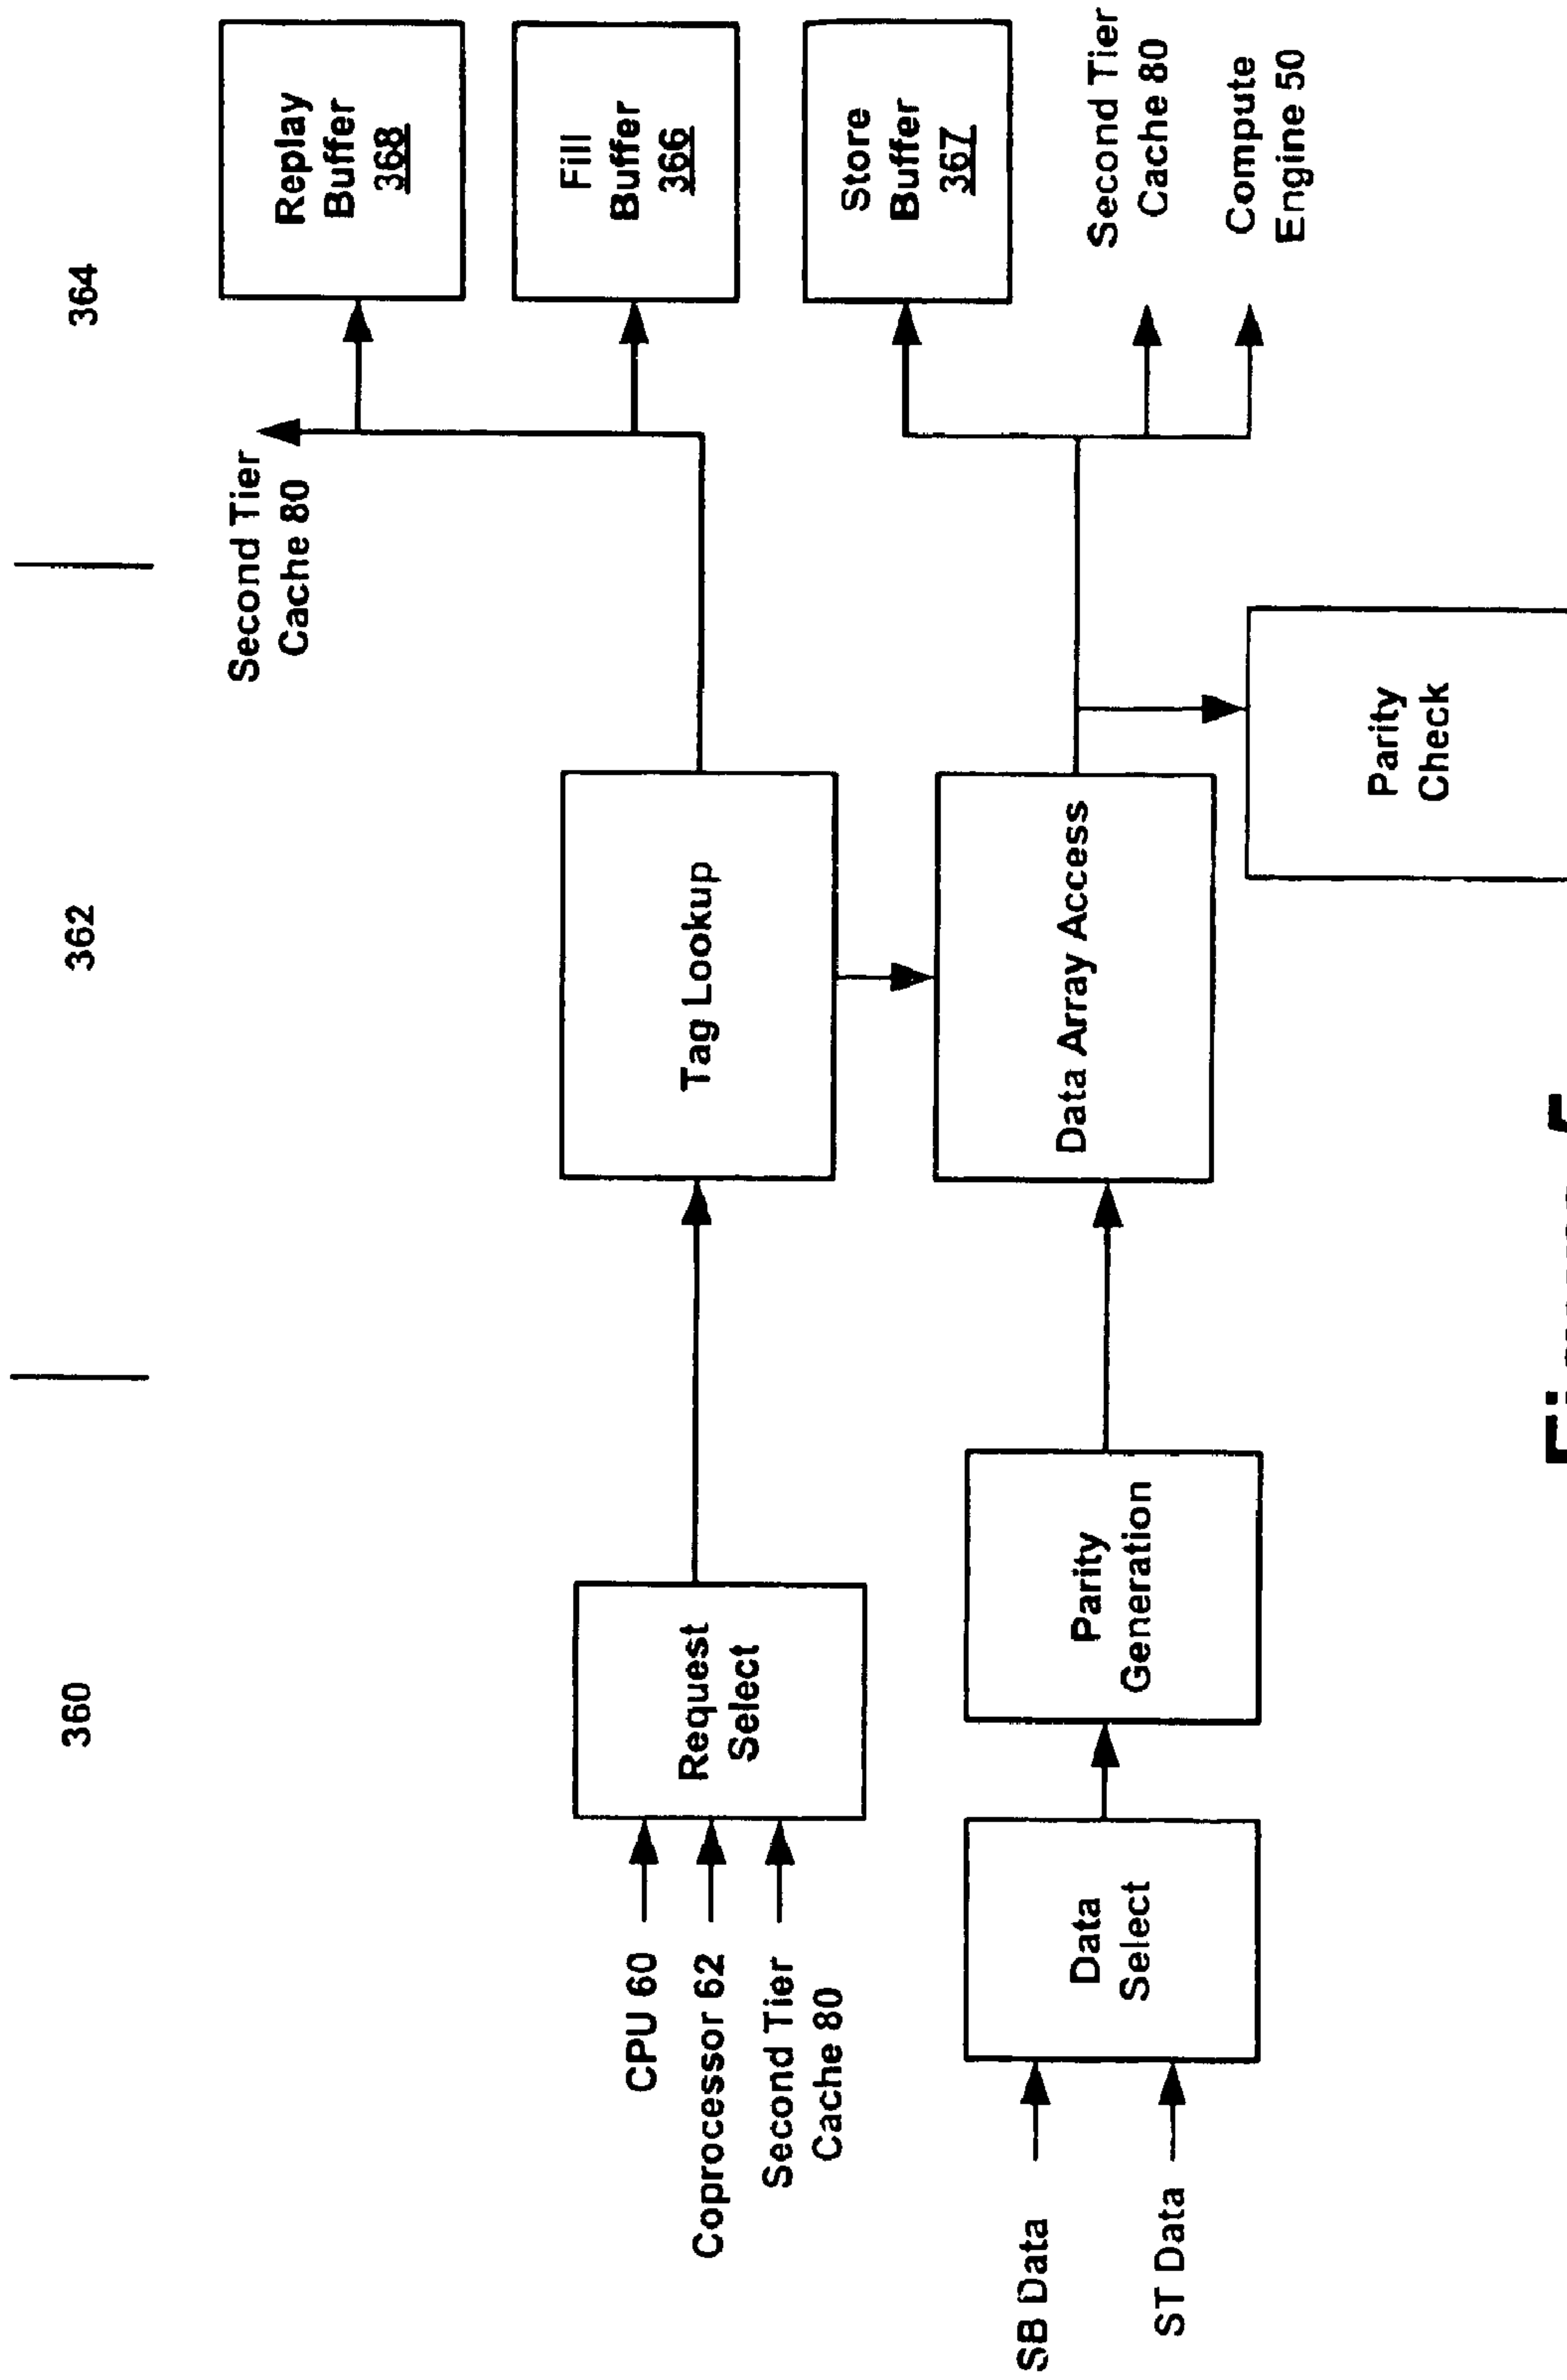 360
362
364
Second Tier
Cache 80
Replay
Buffer
368
Fill
Buffer
366
Store
Buffer
367
Second Tier
Cache 80
Compute
Engine 50
CPU 60
Coprocessor 62
Second Tier
Cache 80
Request
Select
Tag Lookup
SB Data
ST Data
Data
Select
Parity
Generation
Data Array Access
Parity
Check